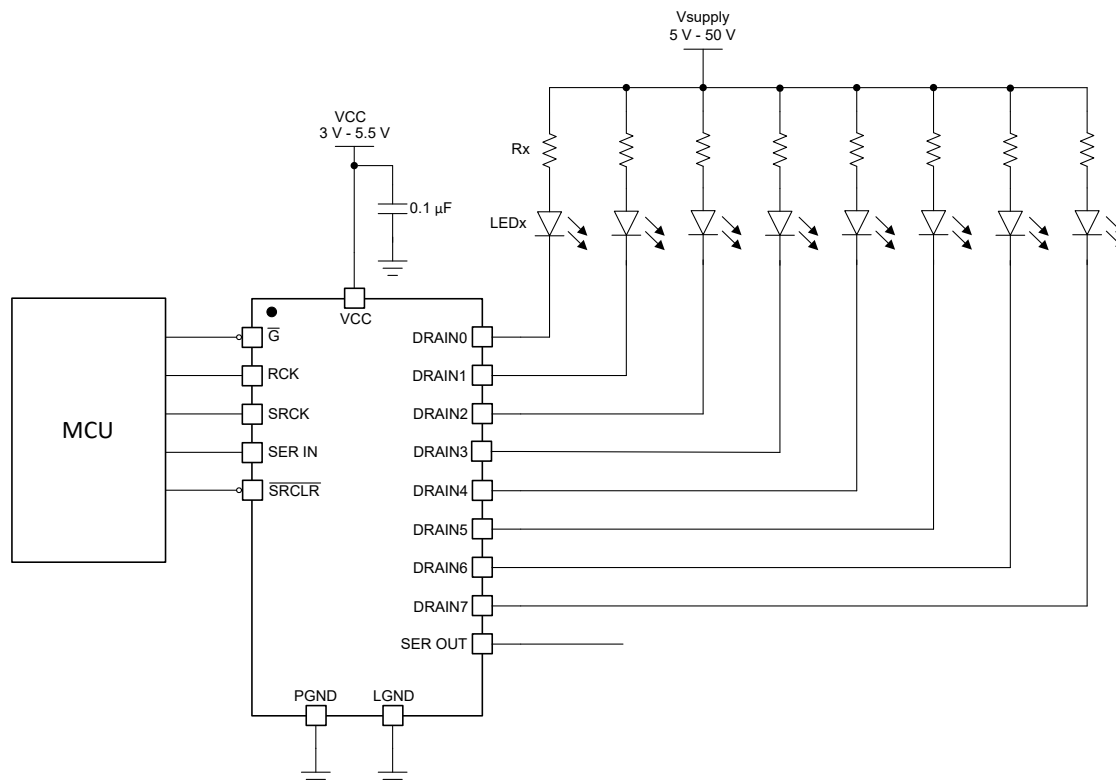 Vsupply
5 V - 50 V
VCC
3 V - 5.5 V
Rx
0.1 µF
LEDx
VCC
MCU
G
RCK
SRCK
SER IN
SRCLR
DRAIN0
DRAIN1
DRAIN2
DRAIN3
DRAIN4
DRAIN5
DRAIN6
DRAIN7
SER OUT
PGND
LGND